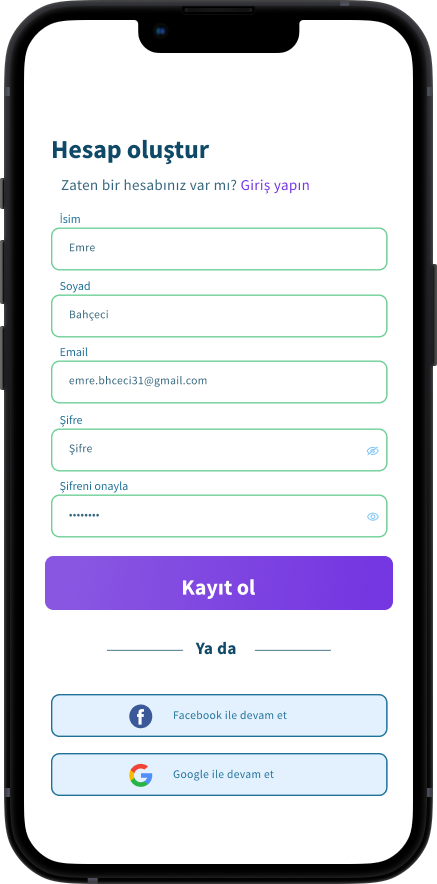 Hesap oluştur
Zaten bir hesabınız var mı? Giriş yapın
İsim
Emre
Soyad
Bahçeci
Email
emre.bhceci31@gmail.com
Şifre
Şifre
Şifreni onayla
••••••••
Kayıt ol
Ya da
Facebook ile devam et
Google ile devam et